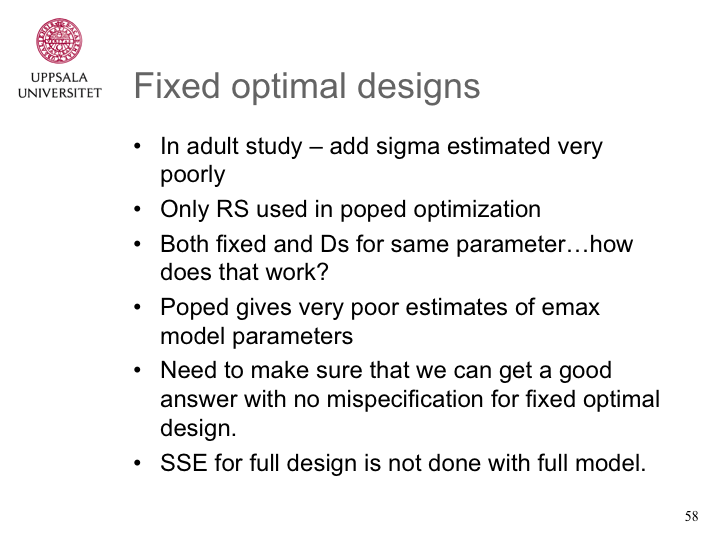 UPPSALA
UNIVERSITET
Fixed optimal designs
• In adult study – add sigma estimated very
poorly
• Only RS used in poped optimization
• Both fixed and Ds for same parameter…how
does that work?
• Poped gives very poor estimates of emax
model parameters
• Need to make sure that we can get a good
answer with no mispecification for fixed optimal
design.
• SSE for full design is not done with full model.
58